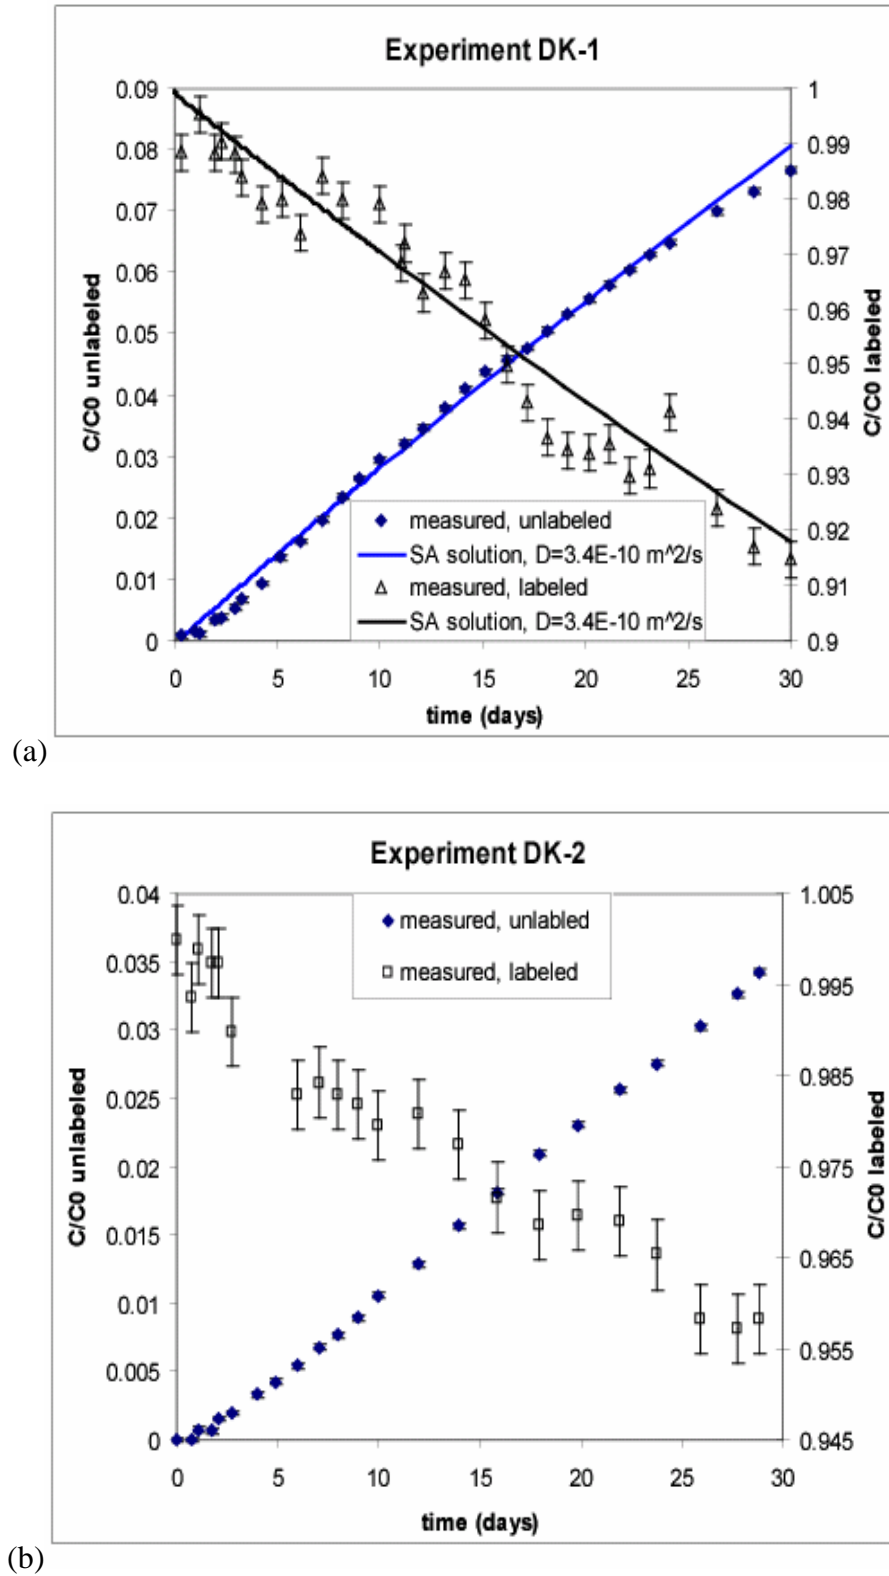 Experiment DK-1
0.09
0.08
0.07
0.06
0.05
0.04
0.03
0.02
0.01
0
C/C0 unlabeled
1
0.99
0.98
0.97
0.96
0.95
0.94
0.93
0.92
0.91
0.9
C/C0 labeled
measured, unlabeled
SA solution, D=3.4E-10 m^2/s
measured, labeled
SA solution, D=3.4E-10 m^2/s
0 5 10 15 20 25 30
time (days)
(a)
Experiment DK-2
0.04
0.035
0.03
0.025
0.02
0.015
0.01
0.005
0
C/C0 unlabeled
1.005
0.995
0.985
0.975
0.965
0.955
0.945
C/C0 labeled
measured, unlabled
measured, labeled
0 5 10 15 20 25 30
time (days)
(b)